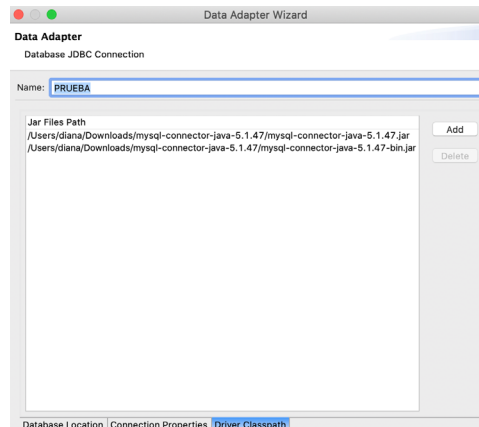 Data Adapter Wizard
Data Adapter
Database JDBC Connection
Name: PRUEBA
Jar Files Path
/Users/diana/Downloads/mysql-connector-java-5.1.47/mysql-connector-java-5.1.47.jar
/Users/diana/Downloads/mysql-connector-java-5.1.47/mysql-connector-java-5.1.47-bin.jar
Add
Delete
Database Location Connection Properties Driver Classpath